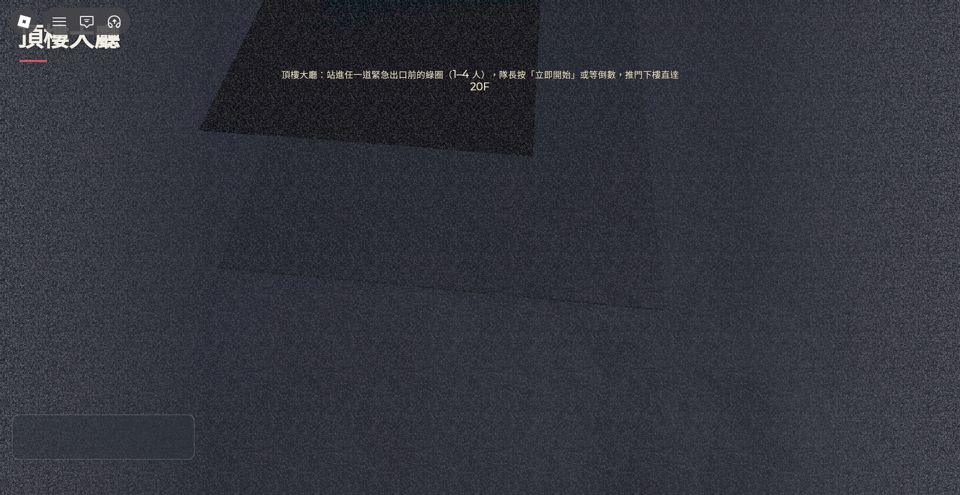 頂樓大廳
頂樓大廳：站進任一道緊急出口前的綠圈（1–4 人），隊長按「立即開始」或等倒數，推門下樓直達
20F